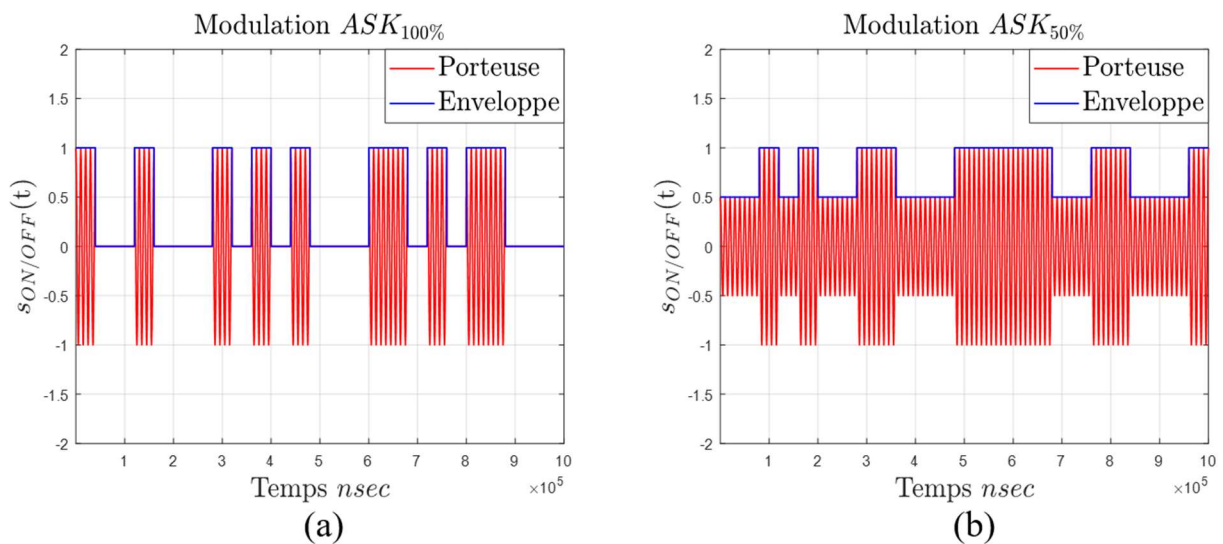 Modulation ASK100%
2
1.5
1
0.5
0
-0.5
-1
-1.5
-2
sON/OFF(t)
Porteuse
Enveloppe
1 2 3 4 5 6 7 8 9 10
×10^5
Temps nsec
(a)
Modulation ASK50%
2
1.5
1
0.5
0
-0.5
-1
-1.5
-2
sON/OFF(t)
Porteuse
Enveloppe
1 2 3 4 5 6 7 8 9 10
×10^5
Temps nsec
(b)